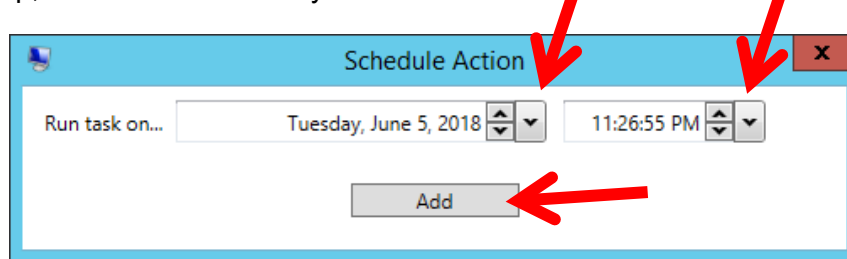 Schedule Action
x
Run task on... Tuesday, June 5, 2018 11:26:55 PM
Add